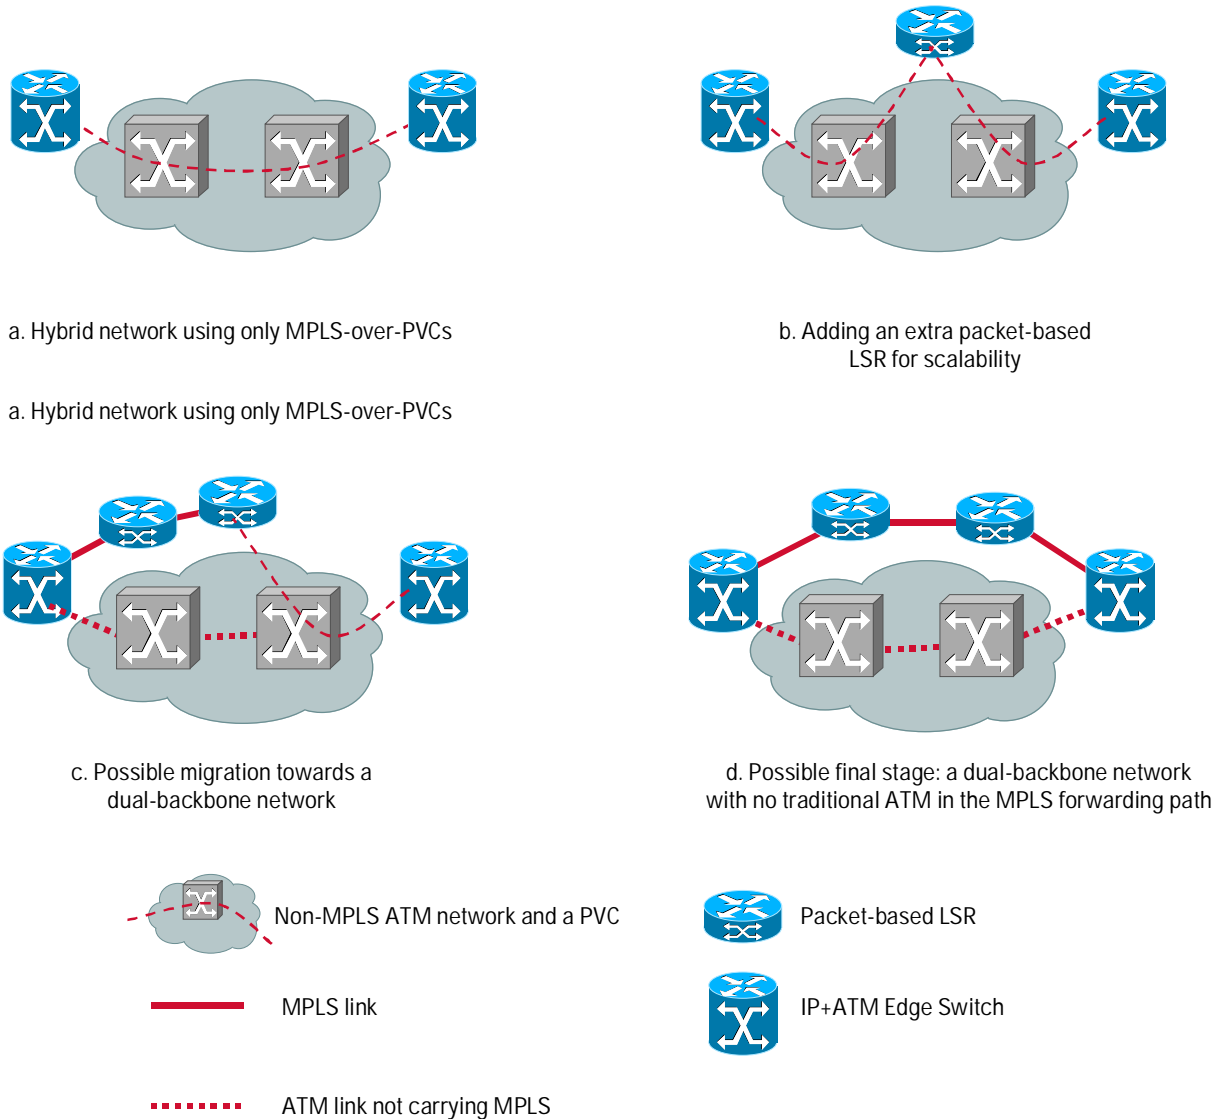 a. Hybrid network using only MPLS-over-PVCs
b. Adding an extra packet-based
LSR for scalability
a. Hybrid network using only MPLS-over-PVCs
c. Possible migration towards a
dual-backbone network
d. Possible final stage: a dual-backbone network
with no traditional ATM in the MPLS forwarding path
Non-MPLS ATM network and a PVC
Packet-based LSR
MPLS link
IP+ATM Edge Switch
ATM link not carrying MPLS